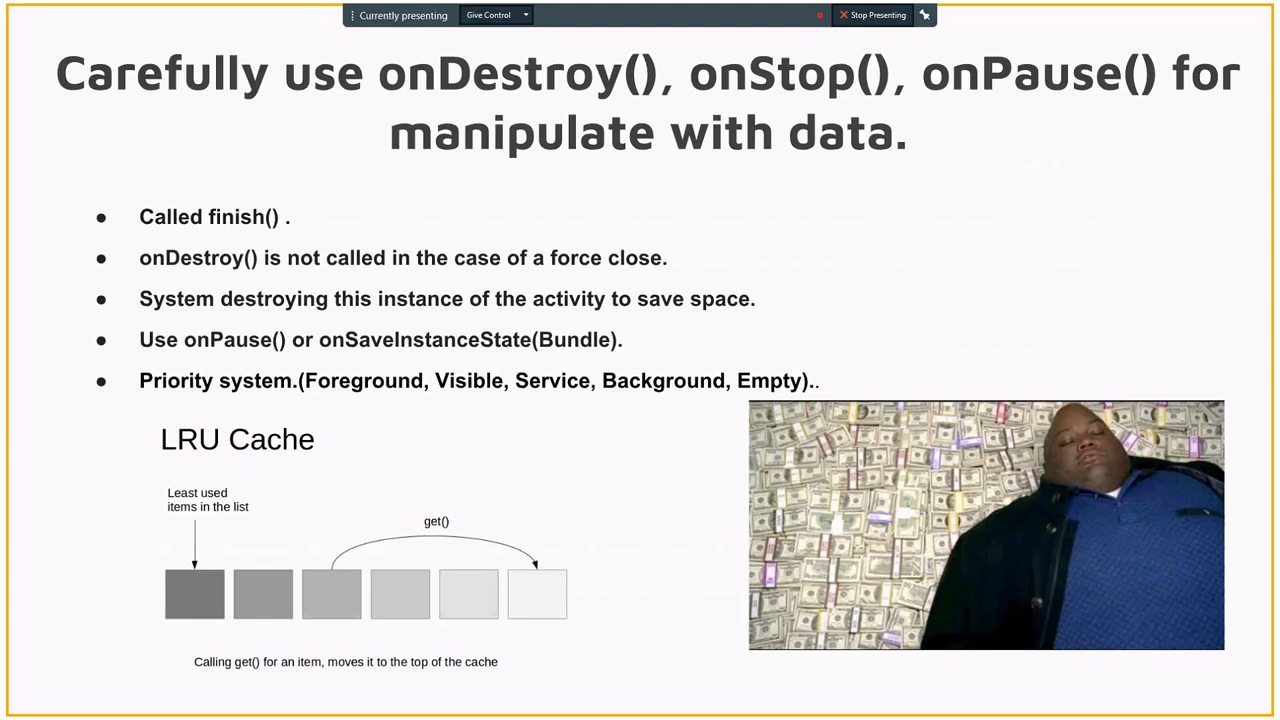 Currently presenting Give Control Stop Presenting
Carefully use onDestroy(), onStop(), onPause() for
manipulate with data.
● Called finish() .
● onDestroy() is not called in the case of a force close.
● System destroying this instance of the activity to save space.
● Use onPause() or onSaveInstanceState(Bundle).
● Priority system.(Foreground, Visible, Service, Background, Empty)..
LRU Cache
Least used
items in the list
get()
Calling get() for an item, moves it to the top of the cache